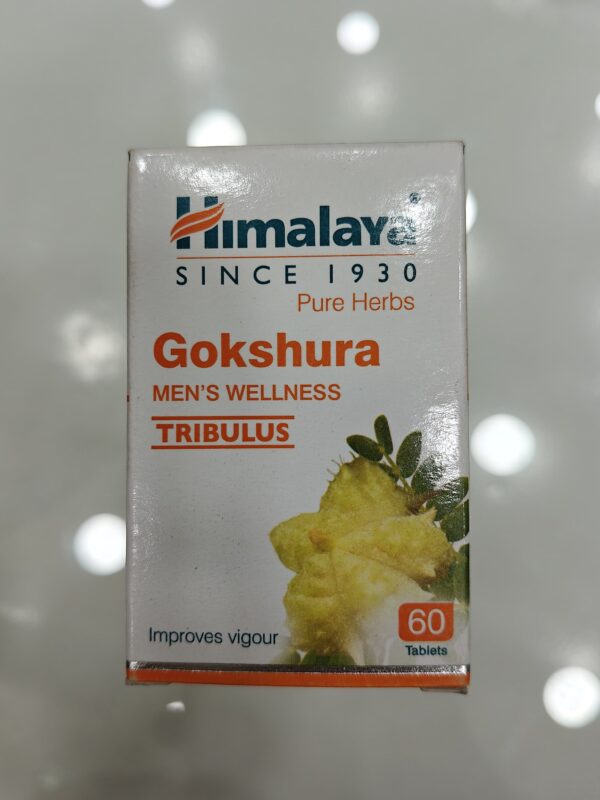 Himalaya®
SINCE 1930
Pure Herbs
Gokshura
MEN'S WELLNESS
TRIBULUS
Improves vigour
60
Tablets